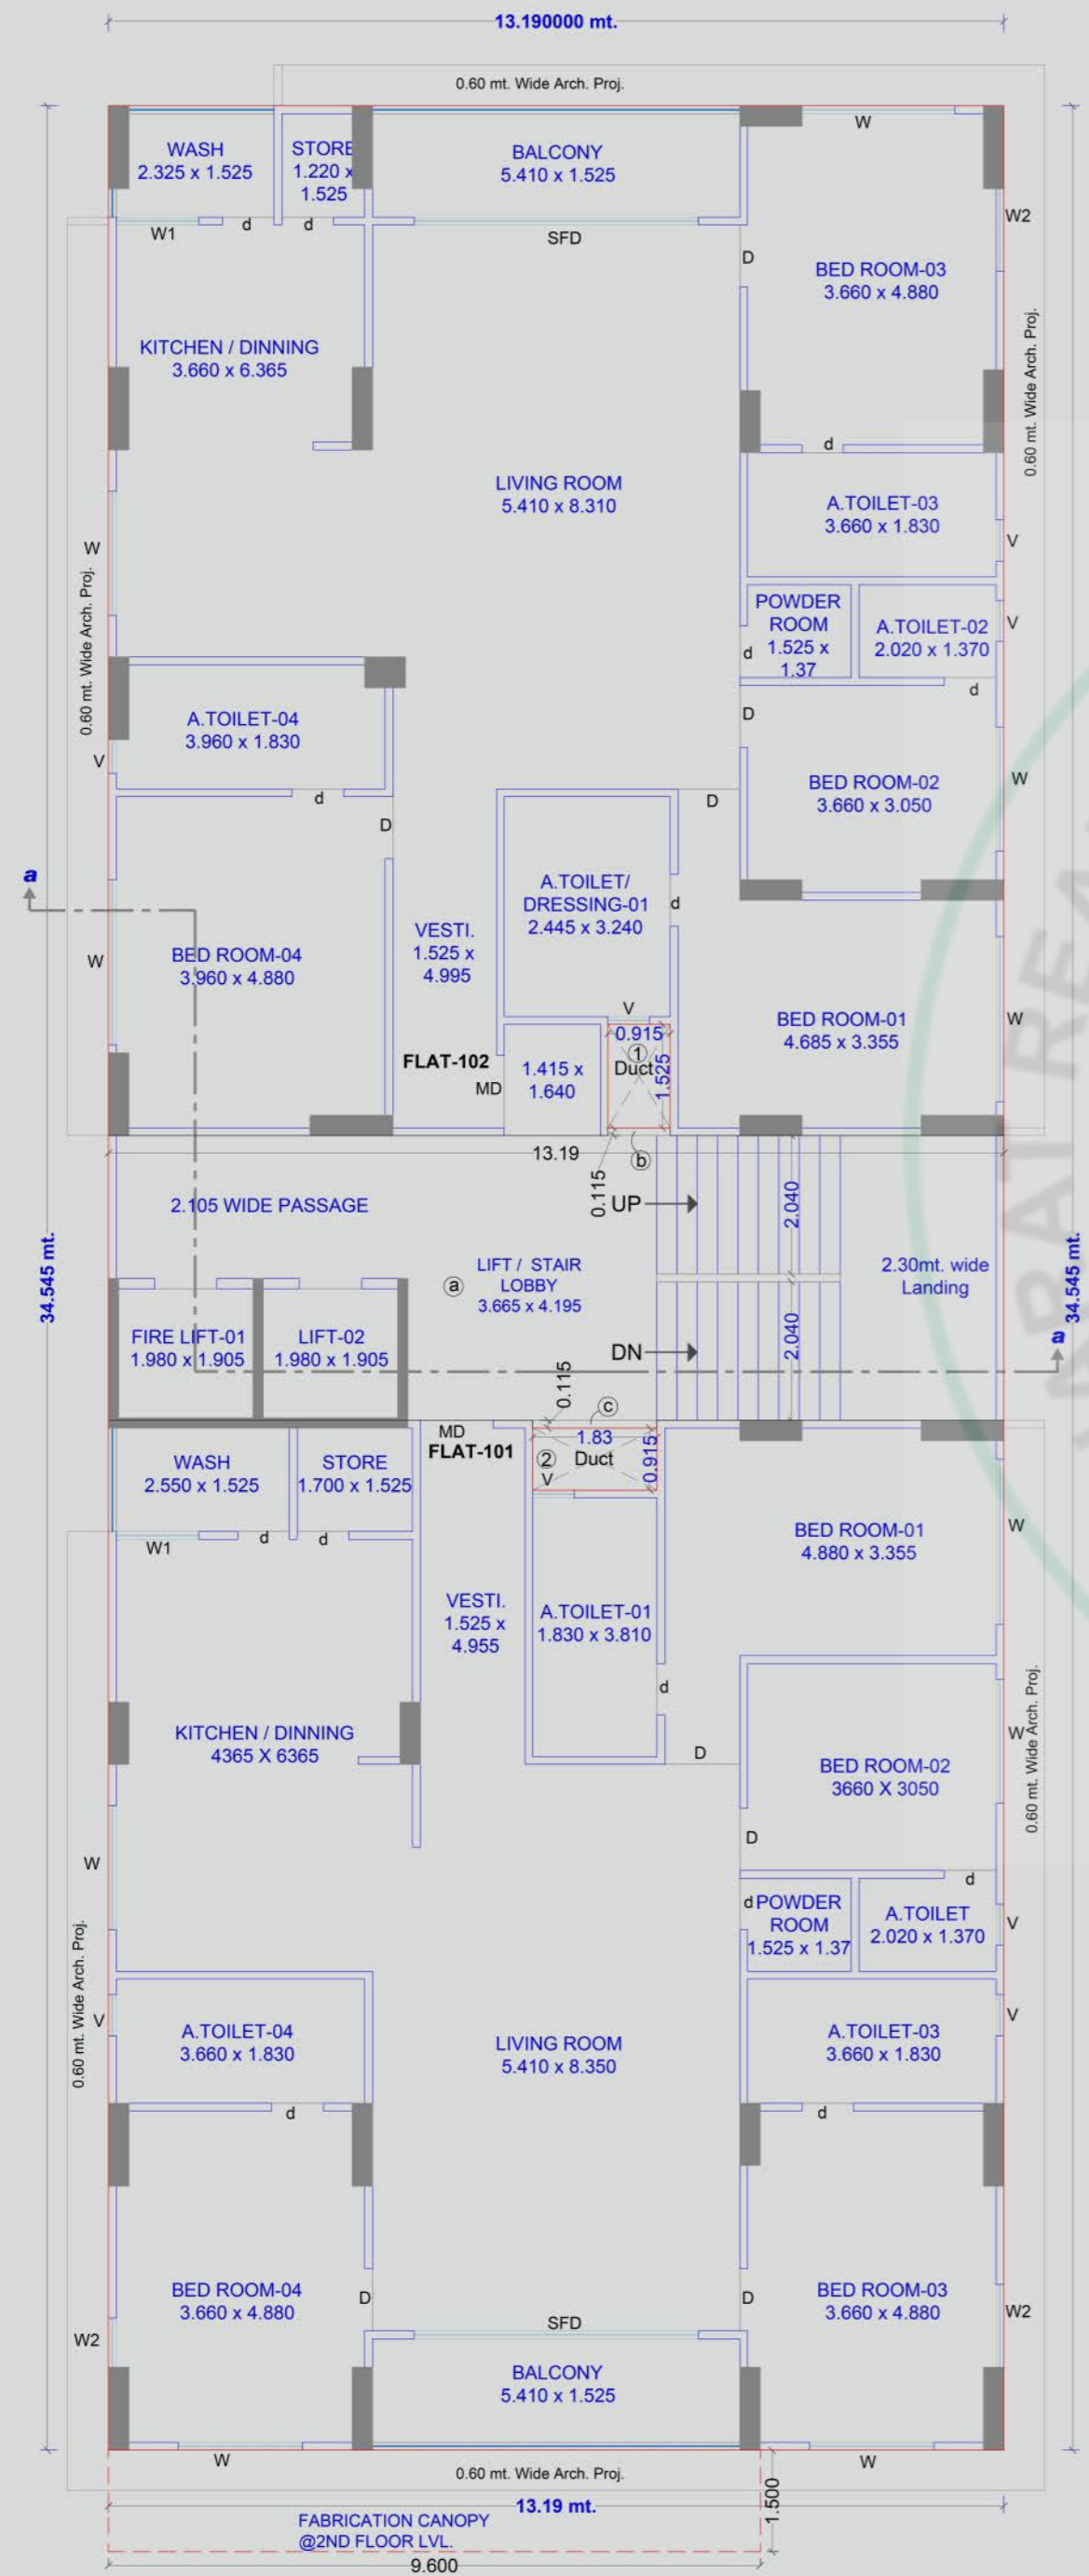 13.190000 mt.
0.60 mt. Wide Arch. Proj.
WASH
2.325 x 1.525
STORE
1.220 x
1.525
BALCONY
5.410 x 1.525
W
W1
d
d
SFD
W2
D
BED ROOM-03
3.660 x 4.880
KITCHEN / DINNING
3.660 x 6.365
0.60 mt. Wide Arch. Proj.
d
LIVING ROOM
5.410 x 8.310
A.TOILET-03
3.660 x 1.830
V
W
0.60 mt. Wide Arch. Proj.
POWDER
ROOM
1.525 x
1.37
d
A.TOILET-02
2.020 x 1.370
V
d
A.TOILET-04
3.960 x 1.830
V
d
D
D
BED ROOM-02
3.660 x 3.050
W
D
a
A.TOILET/
DRESSING-01
2.445 x 3.240
d
VESTI.
1.525 x
4.995
BED ROOM-04
3.960 x 4.880
W
V
BED ROOM-01
4.685 x 3.355
W
FLAT-102
MD
1.415 x
1.640
0.915
1
Duct
1.525
13.19
b
0.115
2.105 WIDE PASSAGE
UP
2.040
34.545 mt.
34.545 mt.
LIFT / STAIR
LOBBY
3.665 x 4.195
a
2.30mt. wide
Landing
FIRE LIFT-01
1.980 x 1.905
LIFT-02
1.980 x 1.905
DN
2.040
a
0.115
c
MD
FLAT-101
1.83
2
Duct
V
0.915
WASH
2.550 x 1.525
STORE
1.700 x 1.525
W1
d
d
BED ROOM-01
4.880 x 3.355
W
VESTI.
1.525 x
4.955
A.TOILET-01
1.830 x 3.810
d
KITCHEN / DINNING
4365 X 6365
D
BED ROOM-02
3660 X 3050
W
0.60 mt. Wide Arch. Proj.
D
W
d
d
POWDER
ROOM
1.525 x 1.37
A.TOILET
2.020 x 1.370
V
0.60 mt. Wide Arch. Proj.
V
A.TOILET-04
3.660 x 1.830
LIVING ROOM
5.410 x 8.350
A.TOILET-03
3.660 x 1.830
V
d
d
BED ROOM-04
3.660 x 4.880
D
D
BED ROOM-03
3.660 x 4.880
W2
W2
SFD
BALCONY
5.410 x 1.525
W
W
0.60 mt. Wide Arch. Proj.
13.19 mt.
1.500
FABRICATION CANOPY
@2ND FLOOR LVL.
9.600